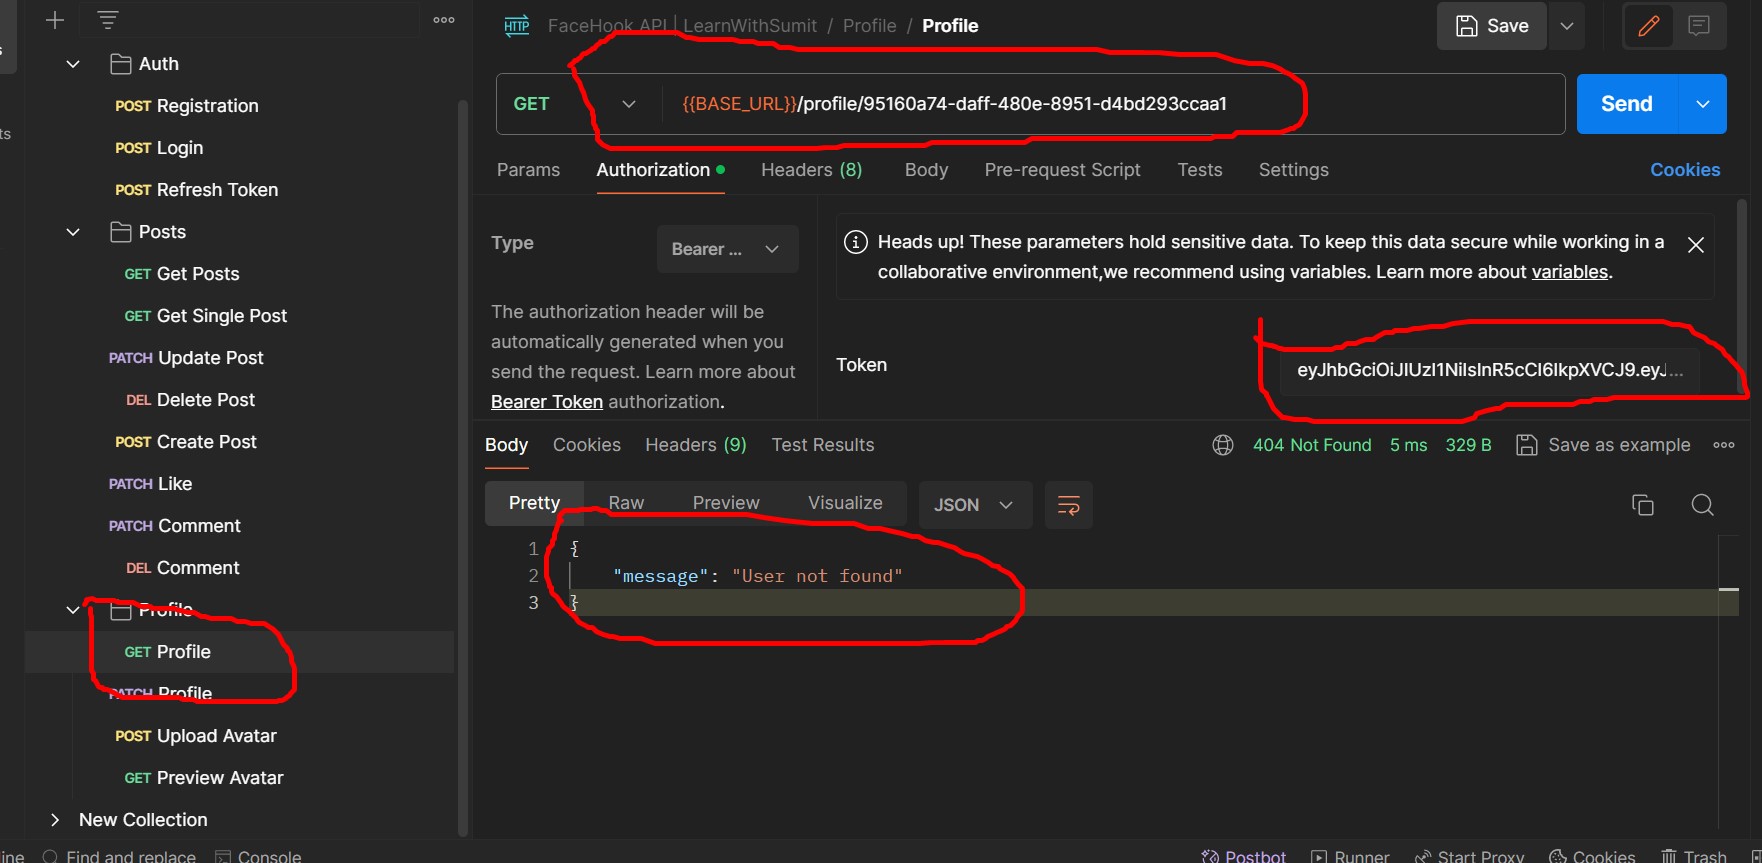 HTTP FaceHook API | LearnWithSumit / Profile / Profile
Save
Auth
POST Registration
POST Login
POST Refresh Token
Posts
GET Get Posts
GET Get Single Post
PATCH Update Post
DEL Delete Post
POST Create Post
PATCH Like
PATCH Comment
DEL Comment
Profile
GET Profile
PATCH Profile
POST Upload Avatar
GET Preview Avatar
New Collection
GET {{BASE_URL}}/profile/95160a74-daff-480e-8951-d4bd293ccaa1
Send
Params Authorization Headers (8) Body Pre-request Script Tests Settings Cookies
Type Bearer ...
The authorization header will be
automatically generated when you
send the request. Learn more about
Bearer Token authorization.
Heads up! These parameters hold sensitive data. To keep this data secure while working in a
collaborative environment,we recommend using variables. Learn more about variables.
Token eyJhbGciOiJIUzI1NiIsInR5cCI6IkpXVCJ9.eyJ...
Body Cookies Headers (9) Test Results 404 Not Found 5 ms 329 B Save as example
Pretty Raw Preview Visualize JSON
1 {
2 "message": "User not found"
3 }
Find and replace Console Postbot Runner Start Proxy Cookies Trash